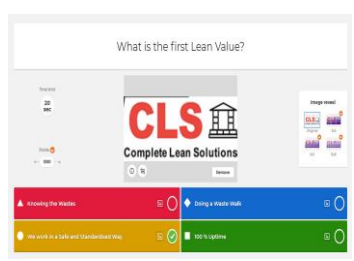 What is the first Lean Value?
20
sec
CLS
Complete Lean Solutions
Remove
Image reveal
Knowing the Wastes
Doing a Waste Walk
We work in a Safe and Standardised Way
100 % Uptime